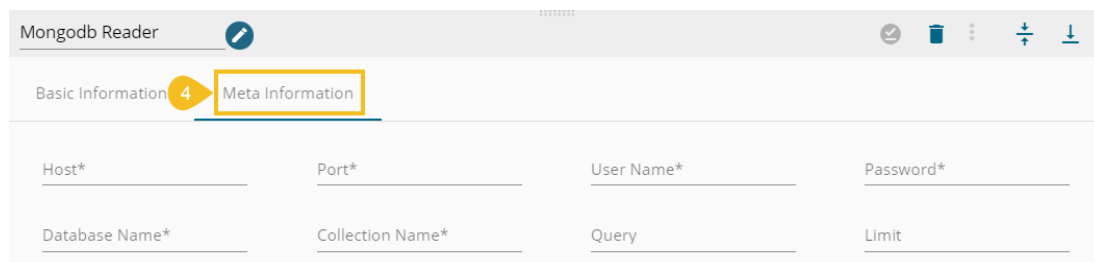 Mongodb Reader
Basic Information 4 Meta Information
Host* Port* User Name* Password*
Database Name* Collection Name* Query Limit